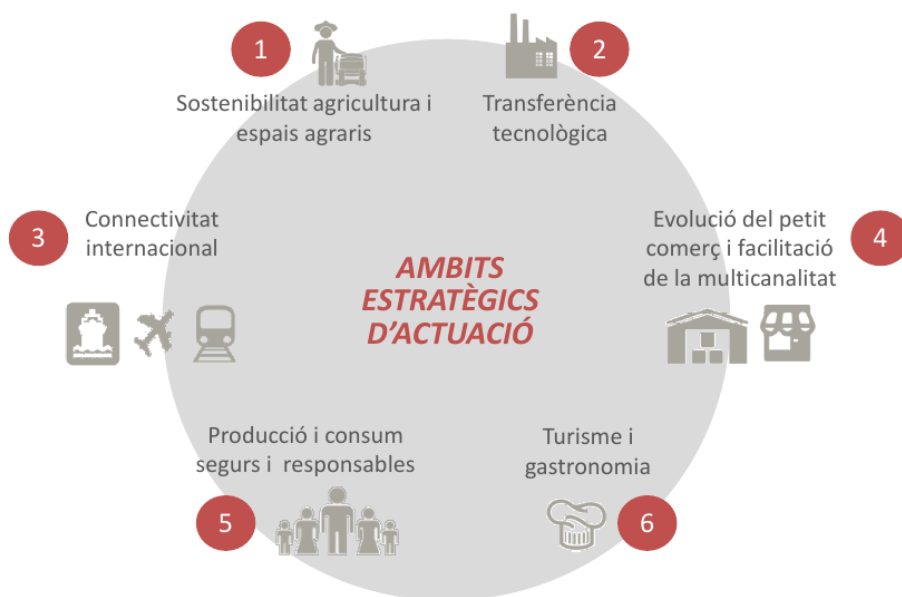 1
Sostenibilitat agricultura i
espais agraris
2
Transferència
tecnològica
3
Connectivitat
internacional
Evolució del petit
comerç i facilitació
de la multicanalitat
4
AMBITS
ESTRATÈGICS
D'ACTUACIÓ
Producció i consum
segurs i  responsables
5
Turisme i
gastronomia
6